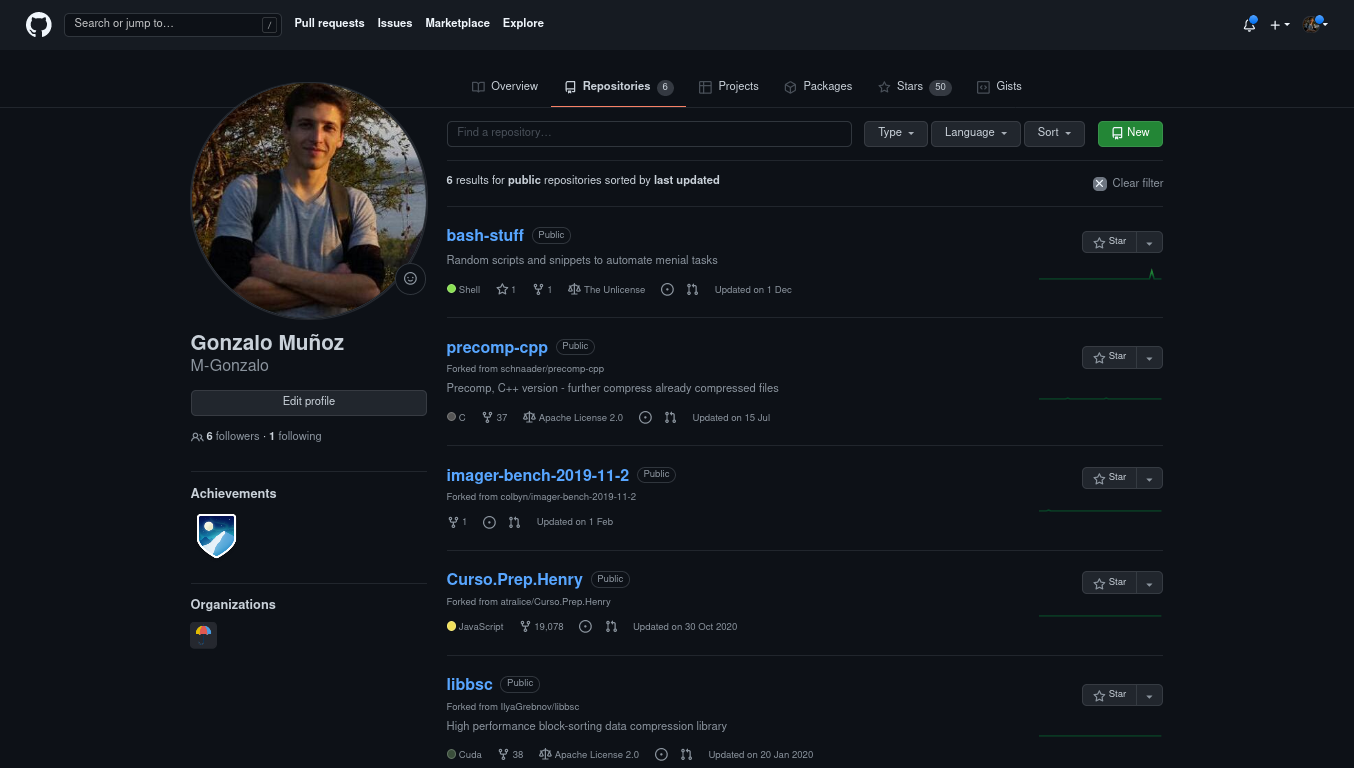 Search or jump to… /
Pull requests Issues Marketplace Explore
Overview Repositories 6 Projects Packages Stars 50 Gists
Gonzalo Muñoz
M-Gonzalo
Edit profile
6 followers · 1 following
Achievements
Organizations
Find a repository…
Type Language Sort New
6 results for public repositories sorted by last updated
Clear filter
bash-stuff Public
Star
Random scripts and snippets to automate menial tasks
Shell 1 1 The Unlicense Updated on 1 Dec
precomp-cpp Public
Star
Forked from schnaader/precomp-cpp
Precomp, C++ version - further compress already compressed files
C 37 Apache License 2.0 Updated on 15 Jul
imager-bench-2019-11-2 Public
Star
Forked from colbyn/imager-bench-2019-11-2
1 Updated on 1 Feb
Curso.Prep.Henry Public
Star
Forked from atralice/Curso.Prep.Henry
JavaScript 19,078 Updated on 30 Oct 2020
libbsc Public
Star
Forked from IlyaGrebnov/libbsc
High performance block-sorting data compression library
Cuda 38 Apache License 2.0 Updated on 20 Jan 2020